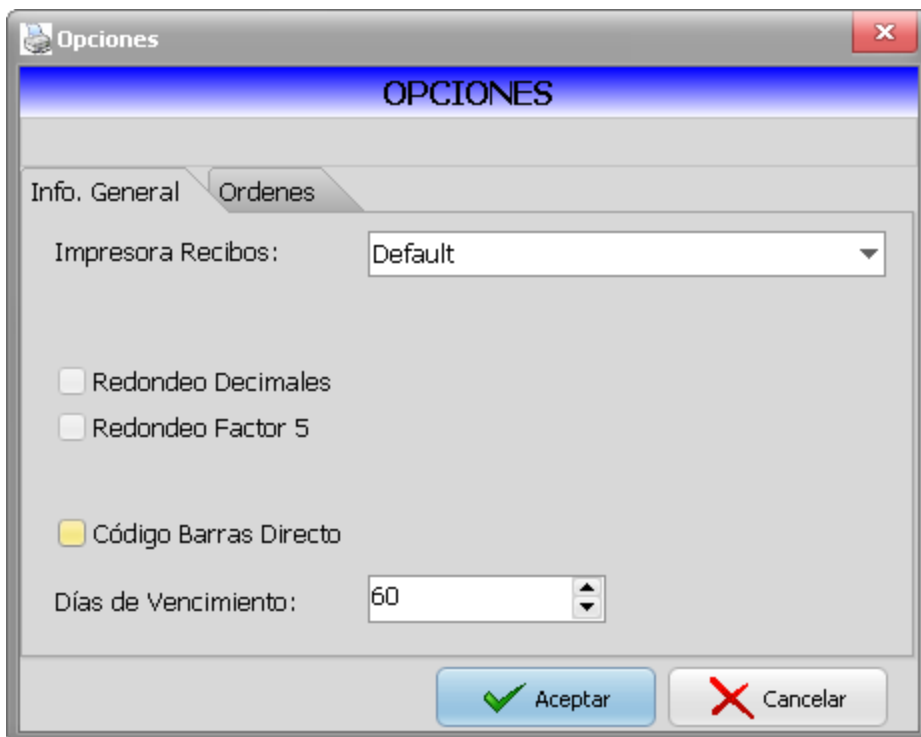 Opciones
OPCIONES
Info. General
Ordenes
Impresora Recibos:
Default
Redondeo Decimales
Redondeo Factor 5
Código Barras Directo
Días de Vencimiento:
60
Aceptar
Cancelar